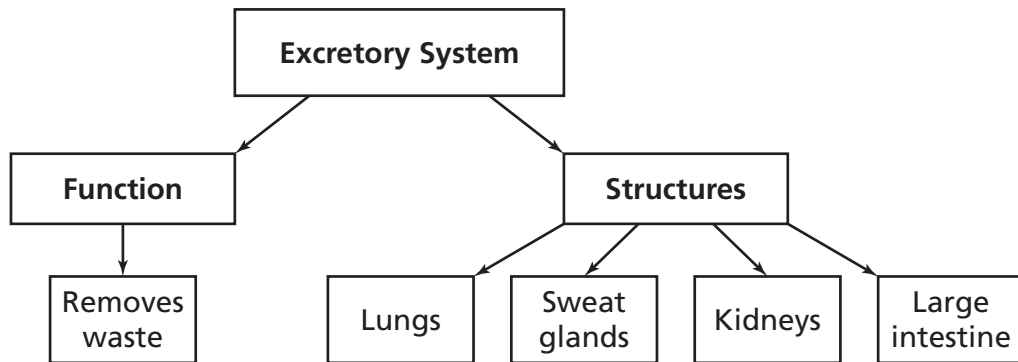 Excretory System
Function
Structures
Removes
waste
Lungs
Sweat
glands
Kidneys
Large
intestine